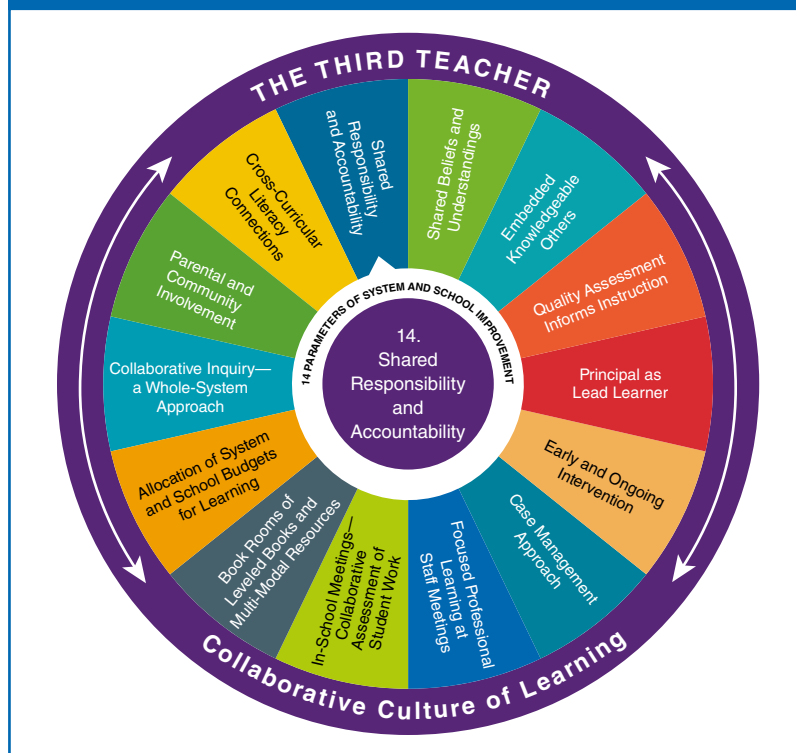 THE THIRD TEACHER
Shared Beliefs and
Understandings
Embedded
Knowledgeable
Others
Quality Assessment
Informs Instruction
Principal as
Lead Learner
Early and Ongoing
Intervention
Case Management
Approach
Focused Professional
Learning at
Staff Meetings
In-School Meetings—
Collaborative
Assessment of
Student Work
Book Rooms of
Leveled Books and
Multi-Modal Resources
Allocation of System
and School Budgets
for Learning
Collaborative Inquiry—
a Whole-System
Approach
Parental and
Community
Involvement
Cross-Curricular
Literacy
Connections
Shared
Responsibility
and Accountability
14 PARAMETERS OF SYSTEM AND SCHOOL IMPROVEMENT
14.
Shared
Responsibility
and
Accountability
Collaborative Culture of Learning